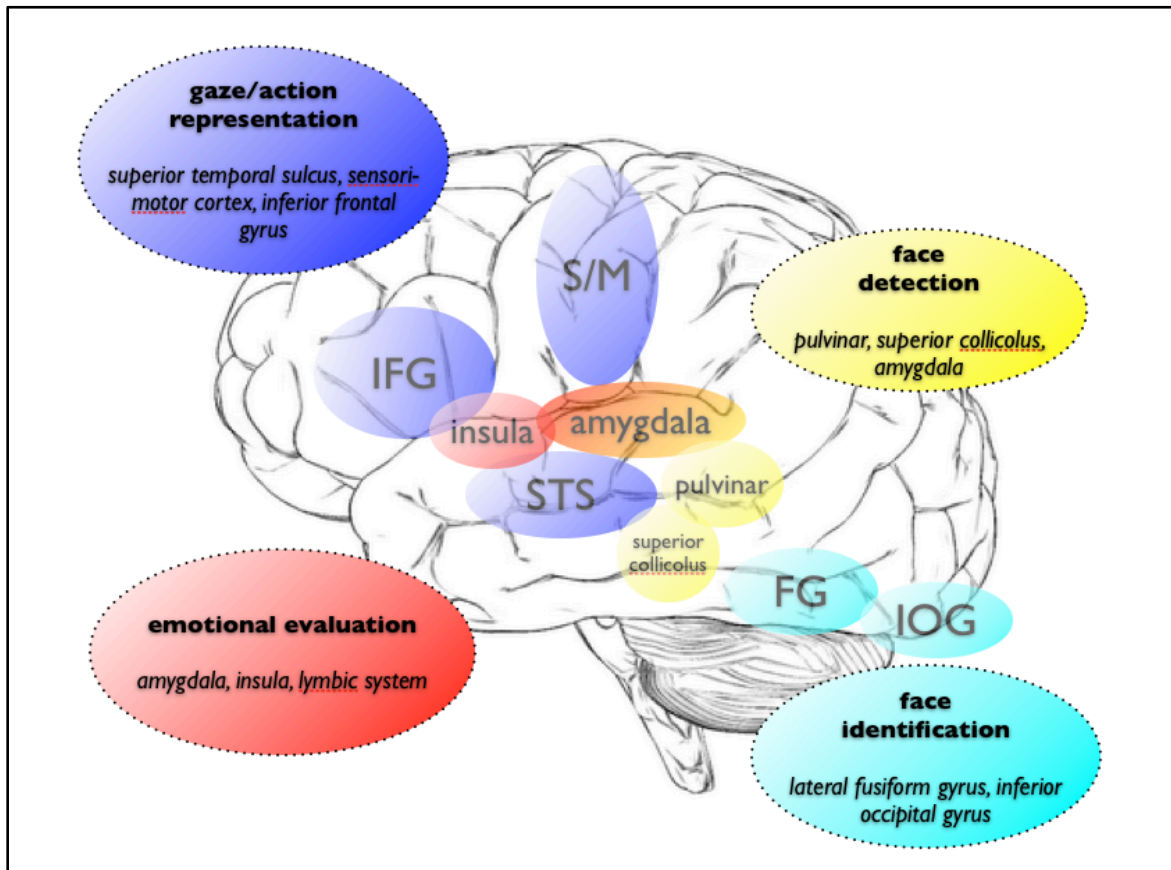 gaze/action
representation
superior temporal sulcus, sensori-
motor cortex, inferior frontal
gyrus
S/M
face
detection
pulvinar, superior collicolus,
amygdala
IFG
insula
amygdala
STS
pulvinar
superior
collicolus
FG
IOG
emotional evaluation
amygdala, insula, lymbic system
face
identification
lateral fusiform gyrus, inferior
occipital gyrus